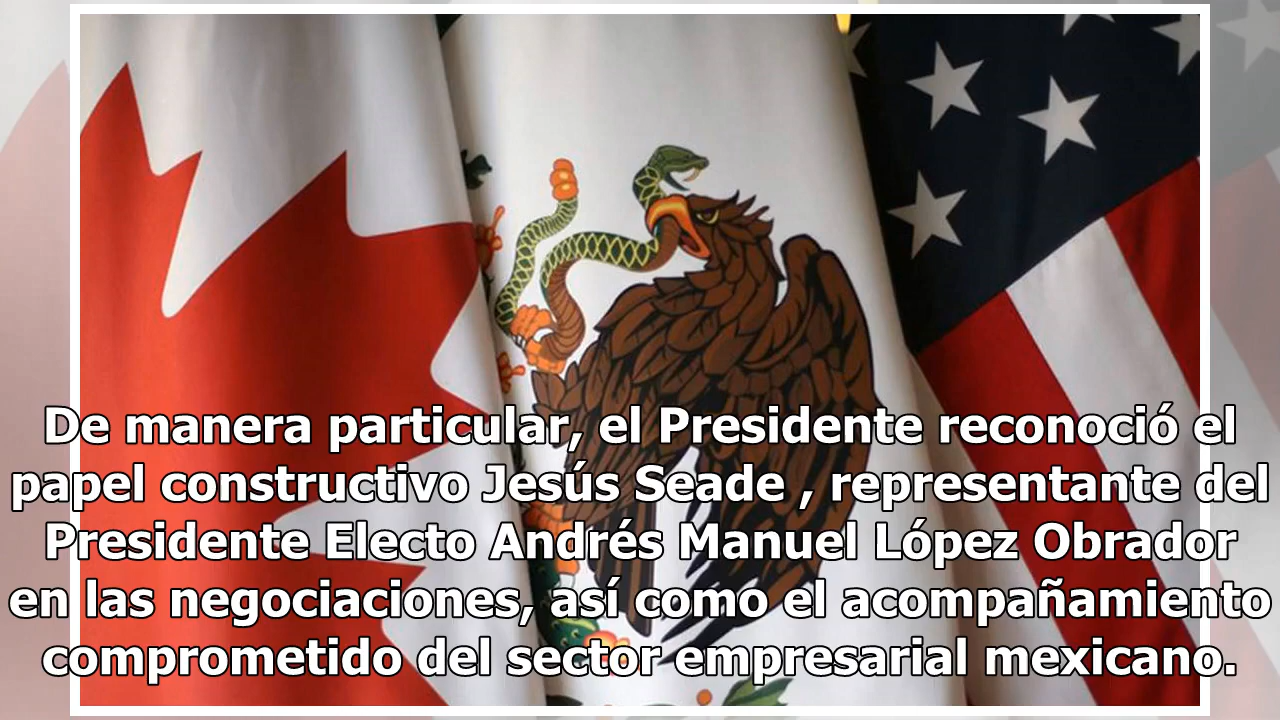 De manera particular, el Presidente reconoció el
papel constructivo Jesús Seade , representante del
Presidente Electo Andrés Manuel López Obrador
en las negociaciones, así como el acompañamiento
comprometido del sector empresarial mexicano.